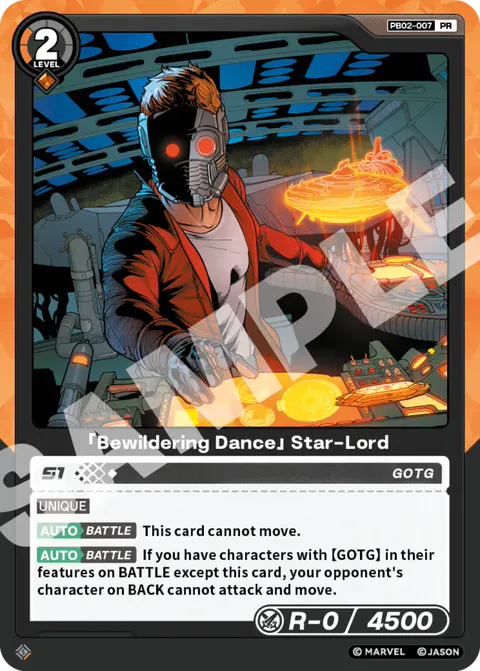 PB02-007 PR
2
LEVEL
SAMPLE
「Bewildering Dance」 Star-Lord
S1
GOTG
UNIQUE
AUTO BATTLE This card cannot move.
AUTO BATTLE If you have characters with 【GOTG】 in their
features on BATTLE except this card, your opponent's
character on BACK cannot attack and move.
R-0 / 4500
© MARVEL © JASON